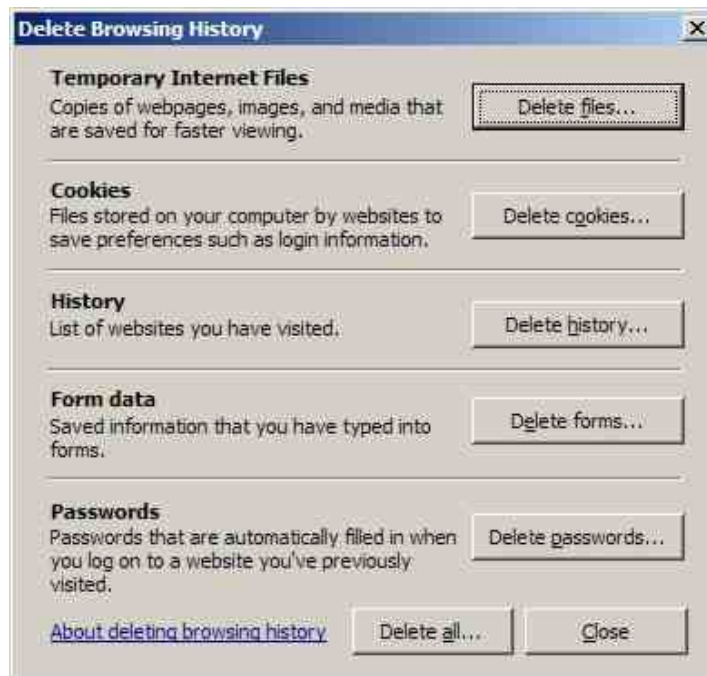 Delete Browsing History
Temporary Internet Files
Copies of webpages, images, and media that
are saved for faster viewing.
Delete files...
Cookies
Files stored on your computer by websites to
save preferences such as login information.
Delete cookies...
History
List of websites you have visited.
Delete history...
Form data
Saved information that you have typed into
forms.
Delete forms...
Passwords
Passwords that are automatically filled in when
you log on to a website you've previously
visited.
Delete passwords...
About deleting browsing history
Delete all...
Close